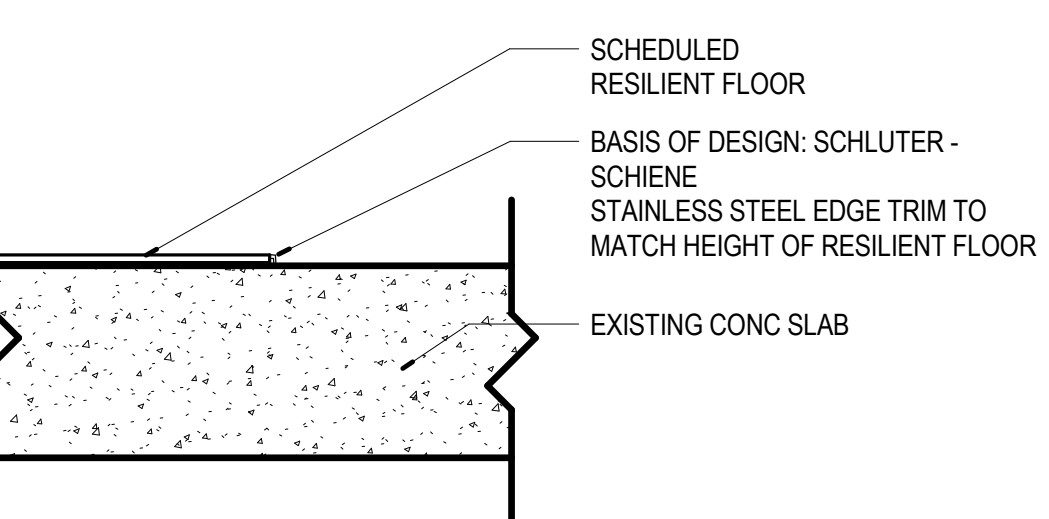 SCHEDULED
RESILIENT FLOOR
BASIS OF DESIGN: SCHLUTER -
SCHIENE
STAINLESS STEEL EDGE TRIM TO
MATCH HEIGHT OF RESILIENT FLOOR
EXISTING CONC SLAB